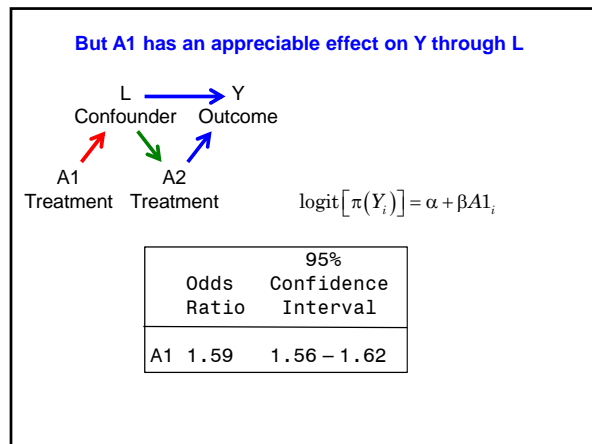 But A1 has an appreciable effect on Y through L
L Y
Confounder Outcome
A1 A2
Treatment Treatment
logit[π(Y_i)] = α + βA1_i
95%
Odds Confidence
Ratio Interval
A1 1.59 1.56 – 1.62